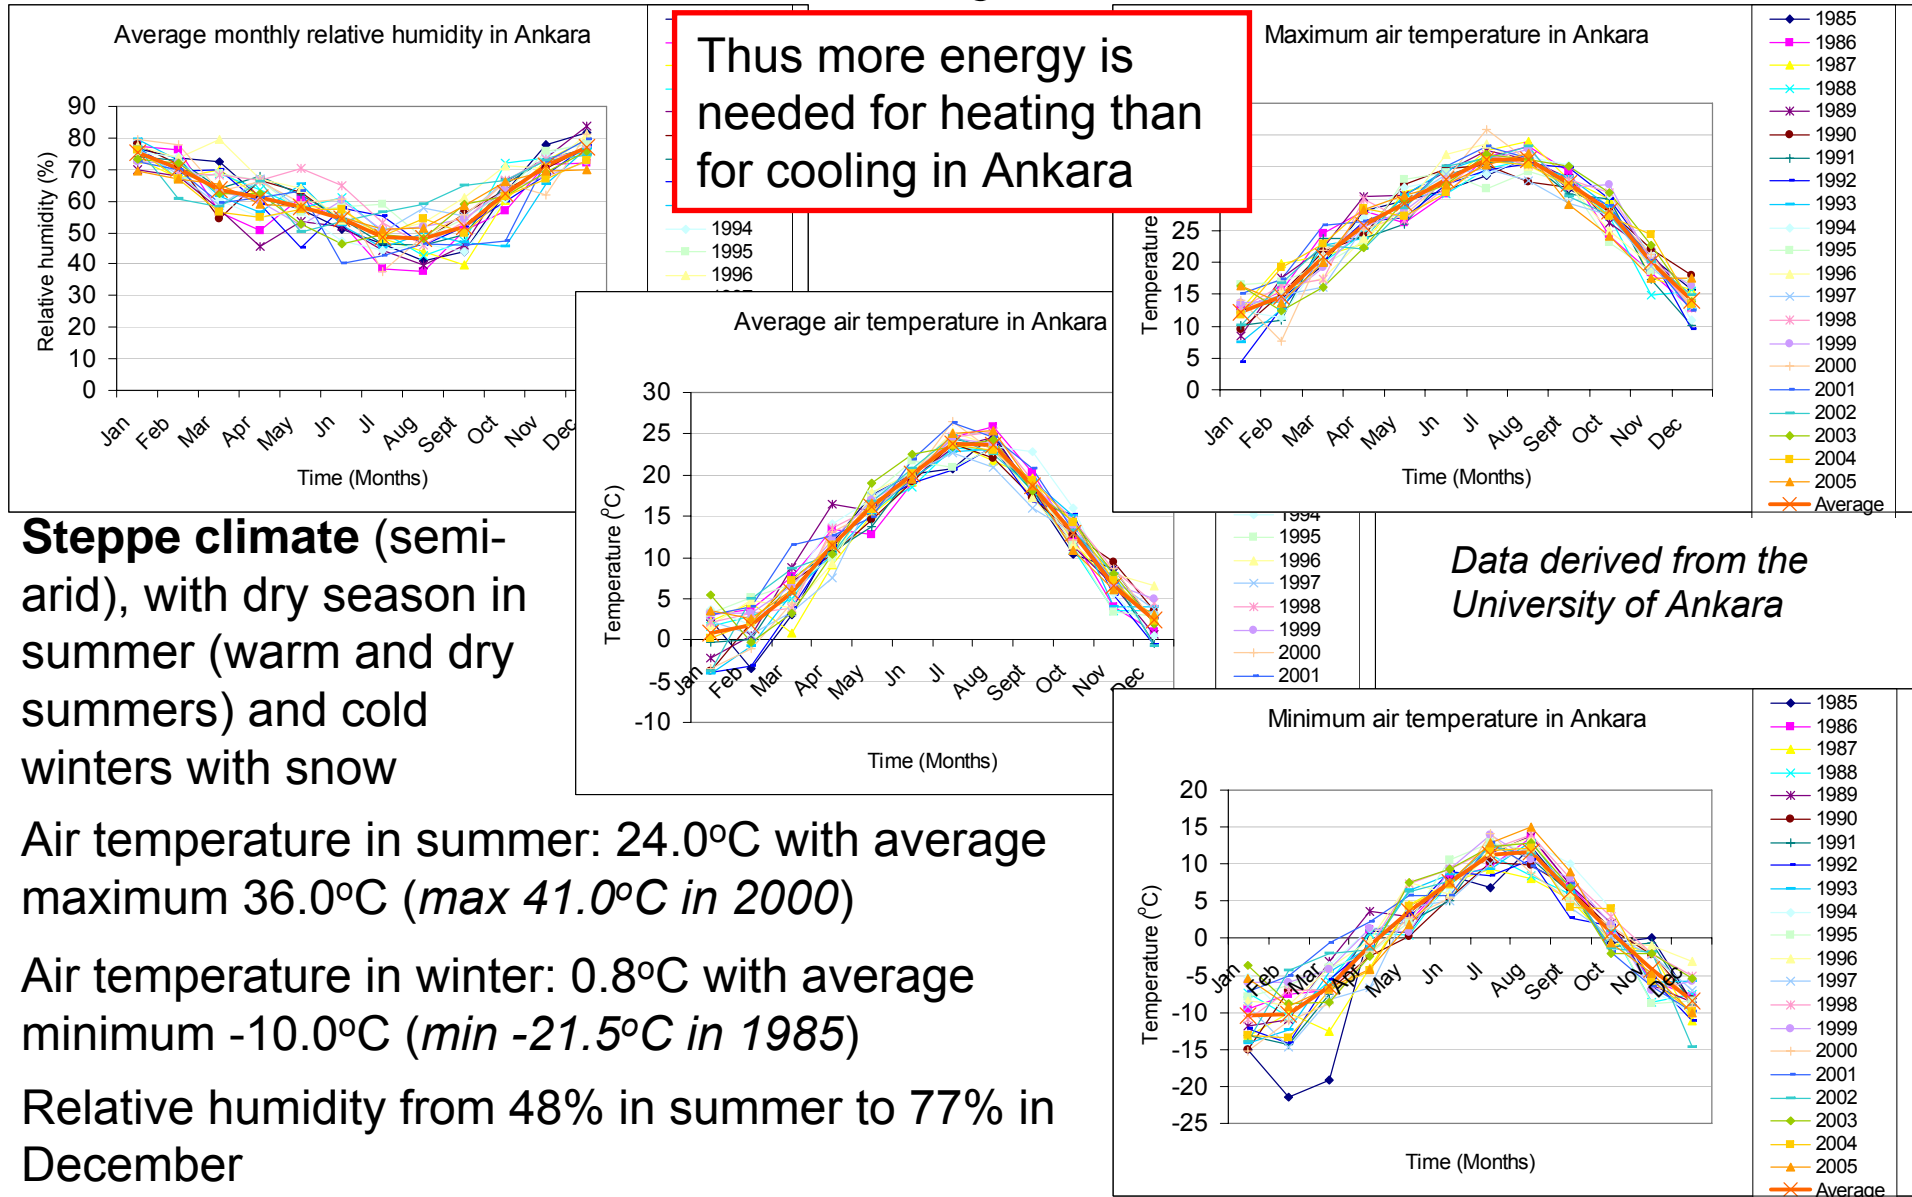 Average monthly relative humidity in Ankara
Relative humidity (%)
90
80
70
60
50
40
30
20
10
0
Jan
Feb
Mar
Apr
May
Jn
Jl
Aug
Sept
Oct
Nov
Dec
Time (Months)
1994
1995
1996
Thus more energy is
needed for heating than
for cooling in Ankara
Maximum air temperature in Ankara
Temperature
25
20
15
10
5
0
Jan
Feb
Mar
Apr
May
Jn
Jl
Aug
Sept
Oct
Nov
Dec
Time (Months)
1985
1986
1987
1988
1989
1990
1991
1992
1993
1994
1995
1996
1997
1998
1999
2000
2001
2002
2003
2004
2005
Average
Average air temperature in Ankara
Temperature (⁰C)
30
25
20
15
10
5
0
-5
-10
Jan
Feb
Mar
Apr
May
Jn
Jl
Aug
Sept
Oct
Nov
Dec
Time (Months)
1994
1995
1996
1997
1998
1999
2000
2001
Data derived from the
University of Ankara
Steppe climate (semi-
arid), with dry season in
summer (warm and dry
summers) and cold
winters with snow
Air temperature in summer: 24.0ºC with average
maximum 36.0ºC (max 41.0ºC in 2000)
Air temperature in winter: 0.8ºC with average
minimum -10.0ºC (min -21.5ºC in 1985)
Relative humidity from 48% in summer to 77% in
December
Minimum air temperature in Ankara
Temperature (⁰C)
20
15
10
5
0
-5
-10
-15
-20
-25
Jan
Feb
Mar
Apr
May
Jn
Jl
Aug
Sept
Oct
Nov
Dec
Time (Months)
1985
1986
1987
1988
1989
1990
1991
1992
1993
1994
1995
1996
1997
1998
1999
2000
2001
2002
2003
2004
2005
Average